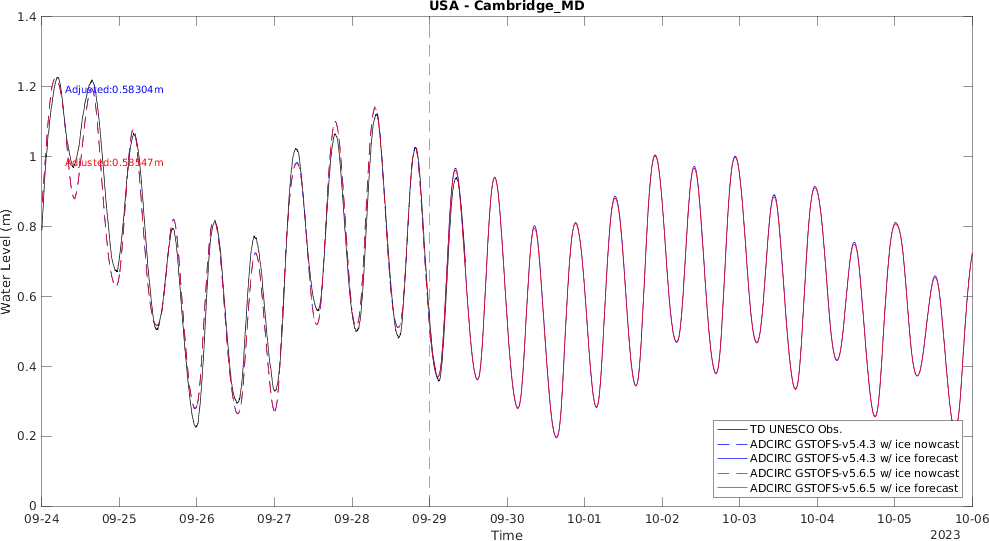 USA - Cambridge_MD
1.4
1.2
1
0.8
0.6
0.4
0.2
0
Water Level (m)
Adjusted:0.58304m
Adjusted:0.58547m
TD UNESCO Obs.
ADCIRC GSTOFS-v5.4.3 w/ ice nowcast
ADCIRC GSTOFS-v5.4.3 w/ ice forecast
ADCIRC GSTOFS-v5.6.5 w/ ice nowcast
ADCIRC GSTOFS-v5.6.5 w/ ice forecast
09-24 09-25 09-26 09-27 09-28 09-29 09-30 10-01 10-02 10-03 10-04 10-05 10-06
Time
2023